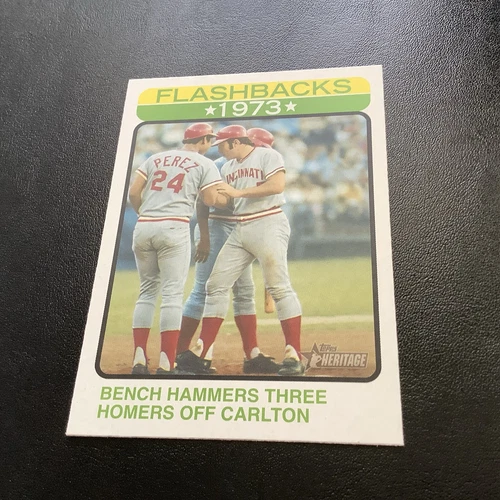 FLASHBACKS
★1973★
PEREZ
24
CINCINNATI
Topps
HERITAGE
BENCH HAMMERS THREE
HOMERS OFF CARLTON